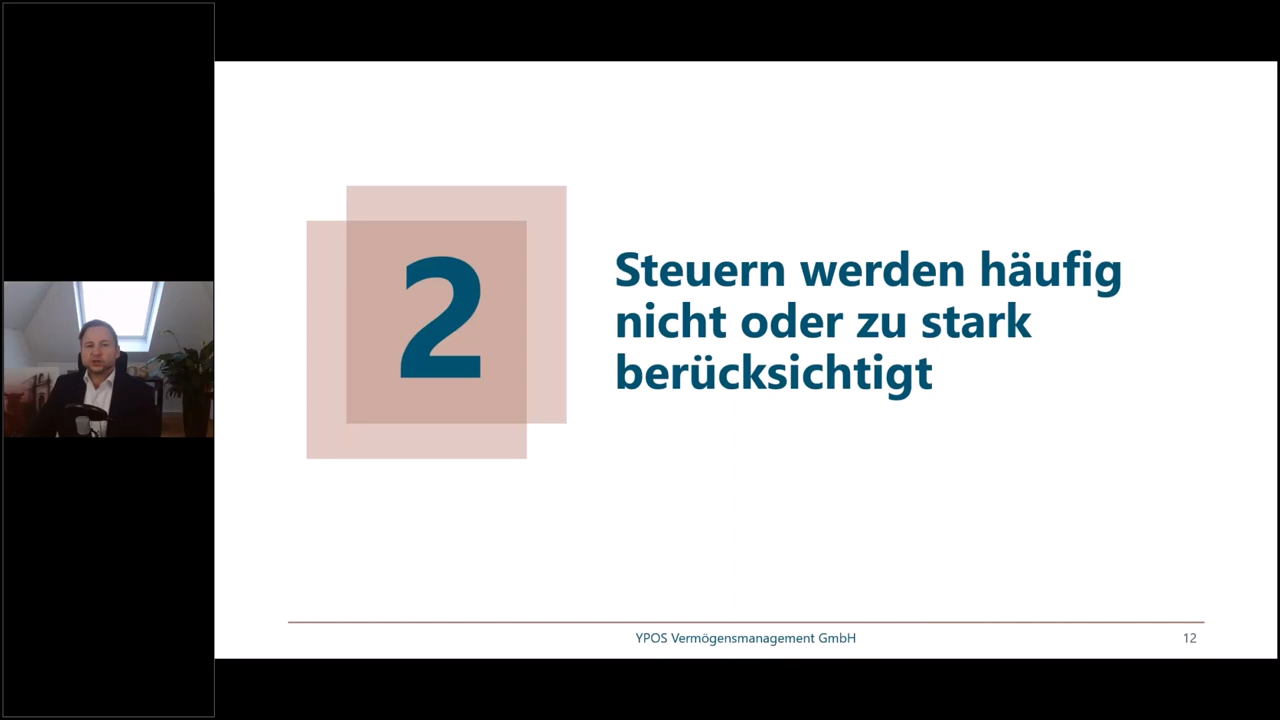 2
Steuern werden häufig
nicht oder zu stark
berücksichtigt
YPOS Vermögensmanagement GmbH
12